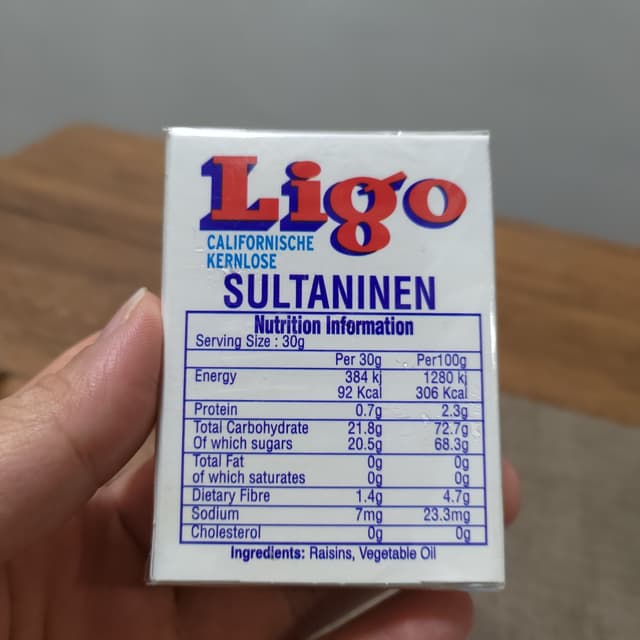 Ligo
CALIFORNISCHE
KERNLOSE
SULTANINEN
Nutrition Information
Serving Size : 30g
Per 30g Per100g
Energy 384 kj 1280 kj
92 Kcal 306 Kcal
Protein 0.7g 2.3g
Total Carbohydrate 21.8g 72.7g
Of which sugars 20.5g 68.3g
Total Fat 0g 0g
of which saturates 0g 0g
Dietary Fibre 1.4g 4.7g
Sodium 7mg 23.3mg
Cholesterol 0g 0g
Ingredients: Raisins, Vegetable Oil